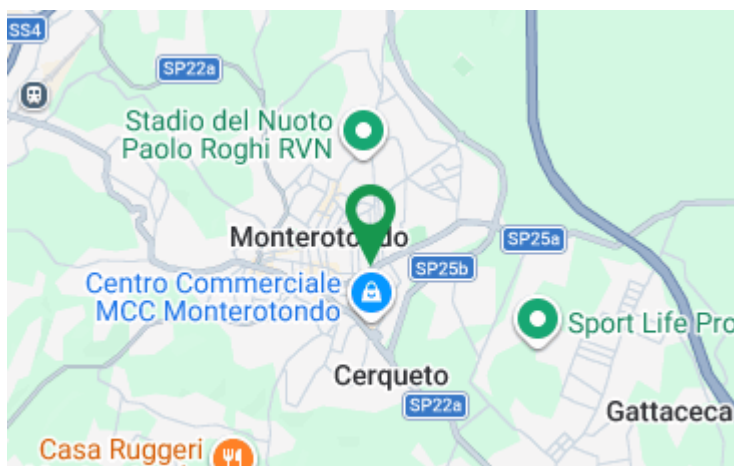 SS4
SP22a
Stadio del Nuoto
Paolo Roghi RVN
Monterotondo
SP25a
SP25b
Centro Commerciale
MCC Monterotondo
Sport Life Pro
Cerqueto
SP22a
Gattaceca
Casa Ruggeri